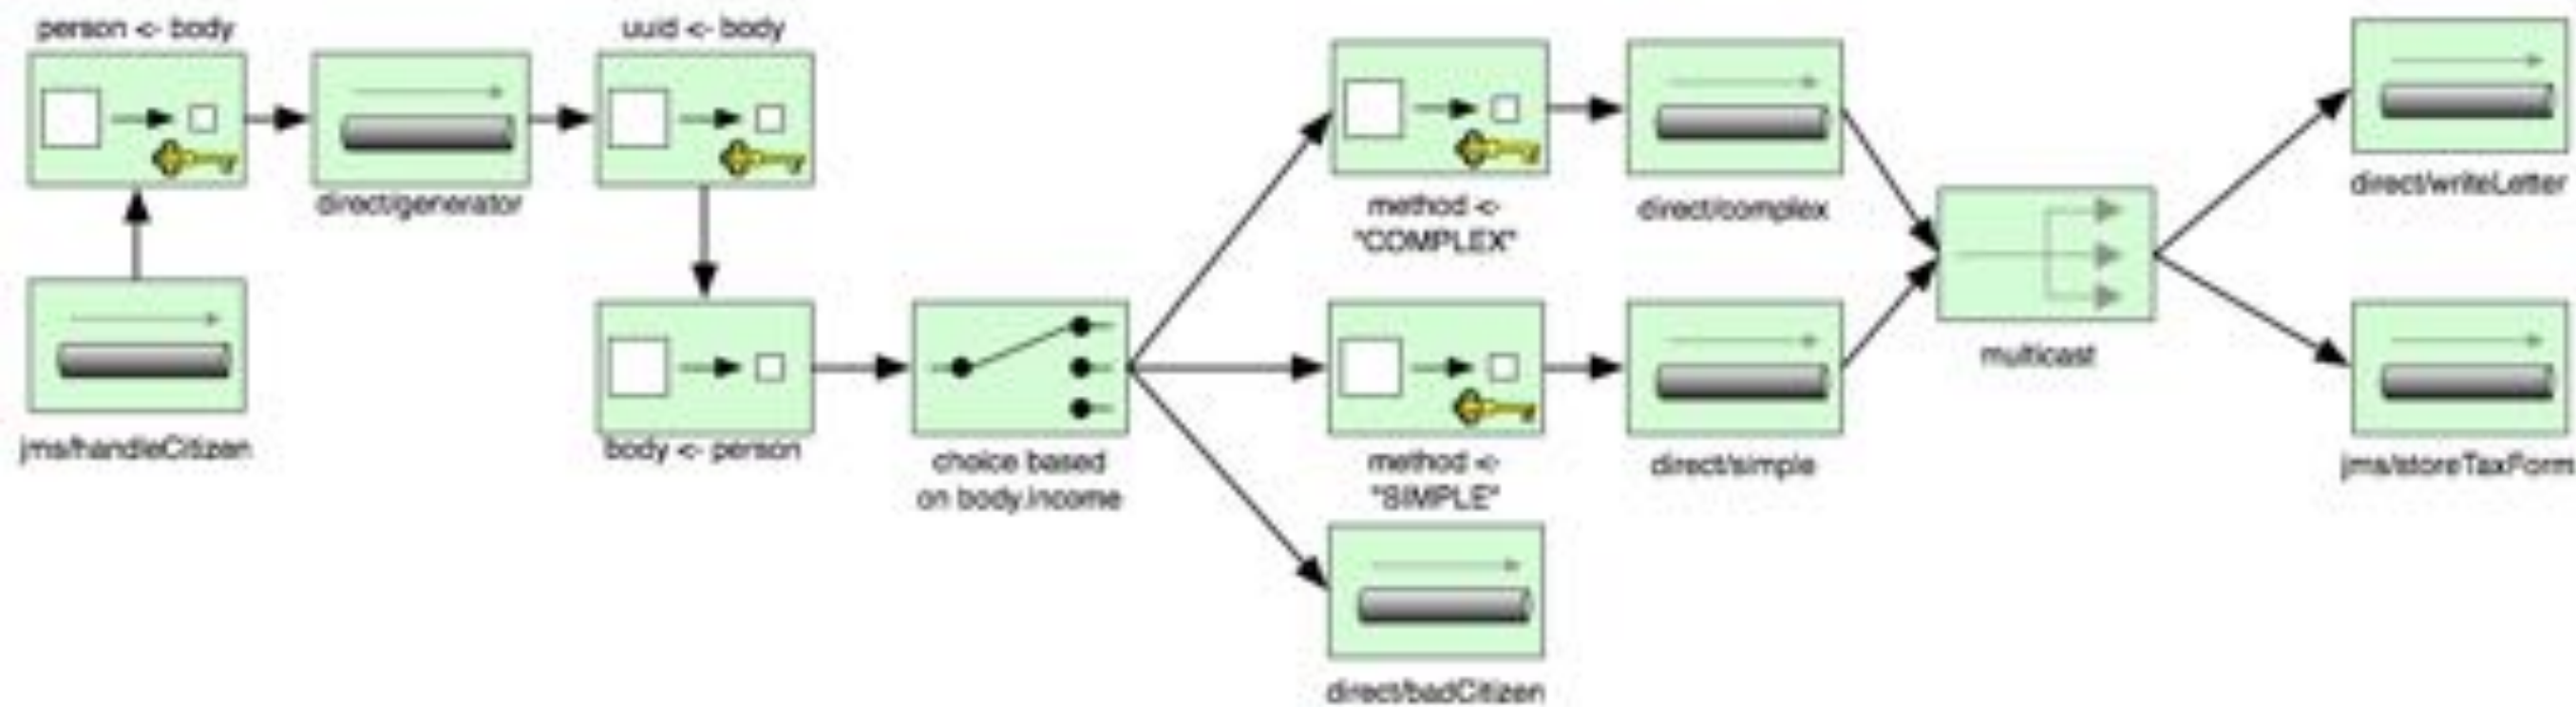 person <- body
uuid <- body
direct/generator
jms/handleCitizen
body <- person
choice based
on body.income
method <-
"COMPLEX"
direct/complex
method <-
"SIMPLE"
direct/simple
direct/badCitizen
multicast
direct/writeLetter
jms/storeTaxForm